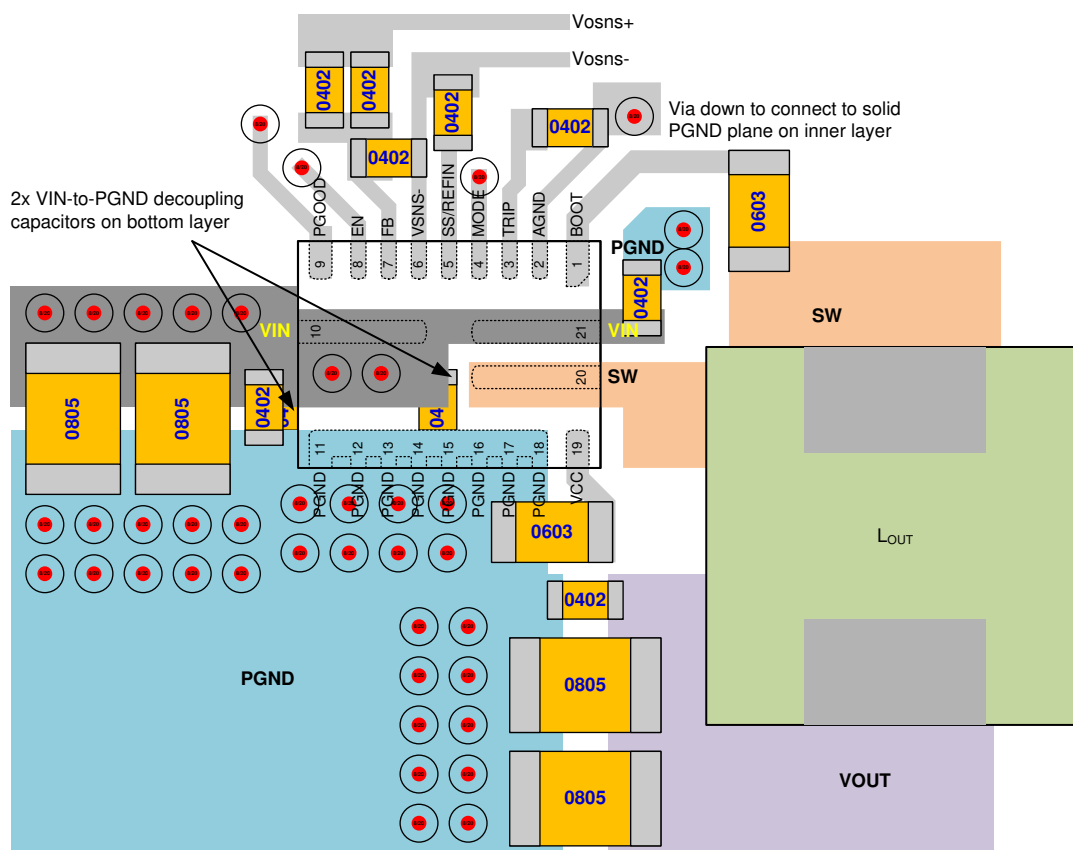 Vosns+
Vosns-
0402
0402
0402
0402
0402
Via down to connect to solid
PGND plane on inner layer
2x VIN-to-PGND decoupling
capacitors on bottom layer
PGOOD
EN
FB
VSNS-
SS/REFIN
MODE
TRIP
AGND
BOOT
9
8
7
6
5
4
3
2
1
PGND
0603
0402
SW
VIN
10
21
VIN
20
SW
0805
0805
0402
04
04
11
12
13
14
15
16
17
18
19
PGND
PGND
PGND
PGND
PGND
PGND
PGND
PGND
VCC
0603
LOUT
0402
PGND
0805
0805
VOUT